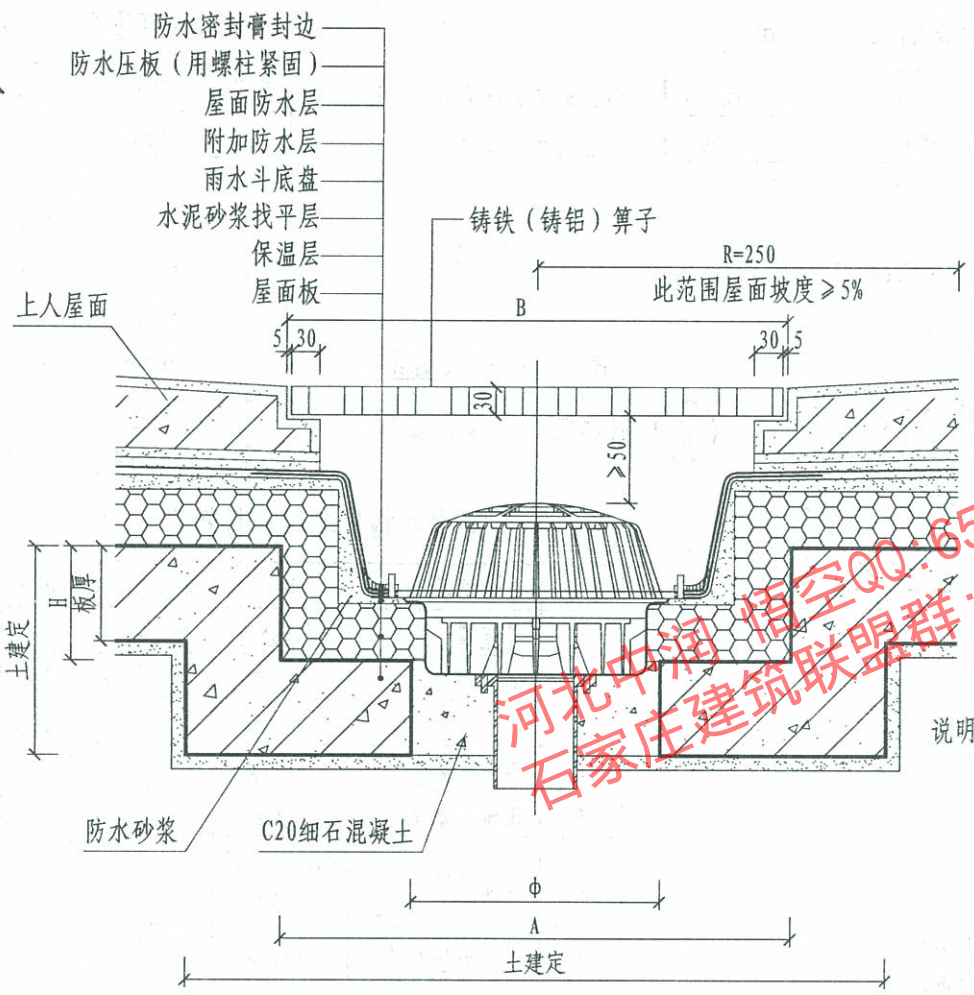 防水密封膏封边
防水压板（用螺柱紧固）
屋面防水层
附加防水层
雨水斗底盘
水泥砂浆找平层
保温层
屋面板
铸铁（铸铝）箅子
R=250
此范围屋面坡度≥5%
上人屋面
B
5
30
30
5
30
≥50
土建定
H
板厚
河北中润 悟空QQ:65
石家庄建筑联盟群:
说明
防水砂浆
C20细石混凝土
ф
A
土建定